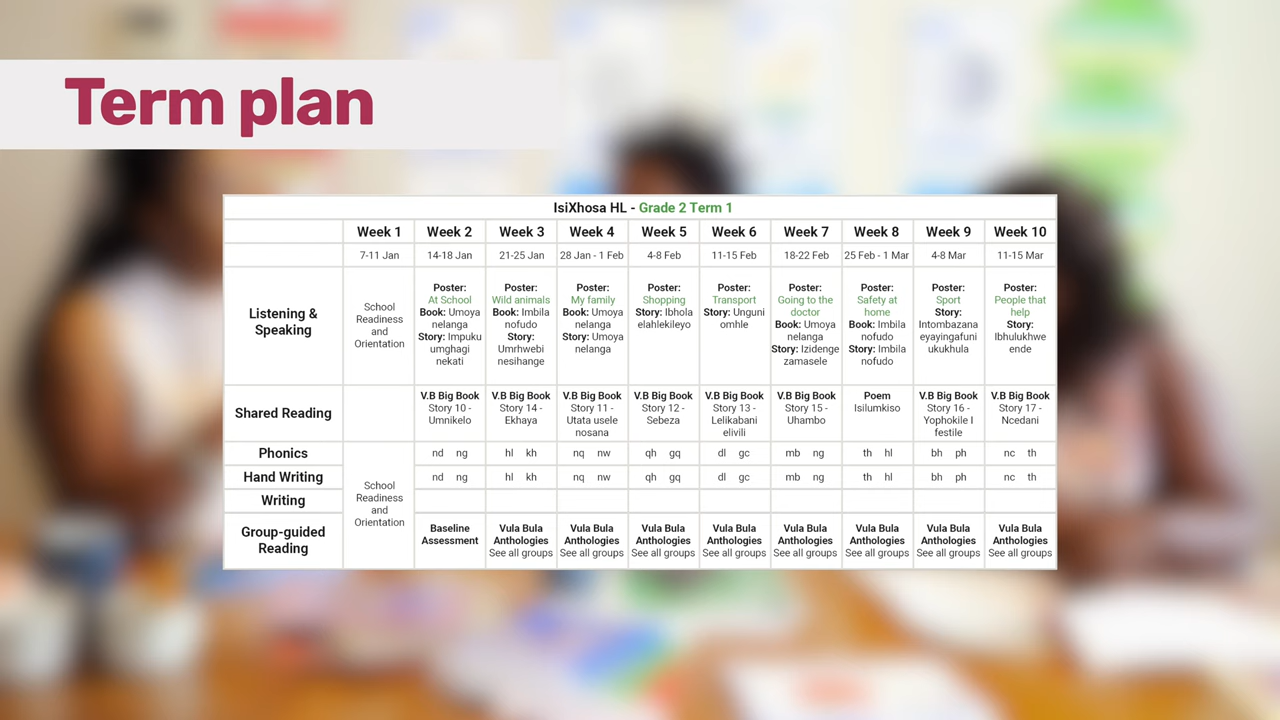 Term plan
IsiXhosa HL - Grade 2 Term 1
Week 1 Week 2 Week 3 Week 4 Week 5 Week 6 Week 7 Week 8 Week 9 Week 10
7-11 Jan 14-18 Jan 21-25 Jan 28 Jan - 1 Feb 4-8 Feb 11-15 Feb 18-22 Feb 25 Feb - 1 Mar 4-8 Mar 11-15 Mar
Listening &
Speaking
School
Readiness
and
Orientation
Poster:
At School
Book: Umoya
nelanga
Story: Impuku
umghagi
nekati
Poster:
Wild animals
Book: Imbila
nofudo
Story:
Umrhwebi
nesihange
Poster:
My family
Book: Umoya
nelanga
Story: Umoya
nelanga
Poster:
Shopping
Story: Ibhola
elahlekileyo
Poster:
Transport
Story: Unguni
omhle
Poster:
Going to the
doctor
Book: Umoya
nelanga
Story: Izidenge
zamasele
Poster:
Safety at
home
Book: Imbila
nofudo
Story: Imbila
nofudo
Poster:
Sport
Story:
Intombazana
eyayingafuni
ukukhula
Poster:
People that
help
Story:
Ibhulukhwe
ende
Shared Reading
V.B Big Book
Story 10 -
Umnikelo
V.B Big Book
Story 14 -
Ekhaya
V.B Big Book
Story 11 -
Utata usele
nosana
V.B Big Book
Story 12 -
Sebeza
V.B Big Book
Story 13 -
Lelikabani
elivili
V.B Big Book
Story 15 -
Uhambo
Poem
Isilumkiso
V.B Big Book
Story 16 -
Yophokile I
festile
V.B Big Book
Story 17 -
Ncedani
Phonics nd ng hl kh nq nw qh gq dl gc mb ng th hl bh ph nc th
Hand Writing nd ng hl kh nq nw qh gq dl gc mb ng th hl bh ph nc th
Writing
School
Readiness
and
Orientation
Group-guided
Reading
Baseline
Assessment
Vula Bula
Anthologies
See all groups
Vula Bula
Anthologies
See all groups
Vula Bula
Anthologies
See all groups
Vula Bula
Anthologies
See all groups
Vula Bula
Anthologies
See all groups
Vula Bula
Anthologies
See all groups
Vula Bula
Anthologies
See all groups
Vula Bula
Anthologies
See all groups